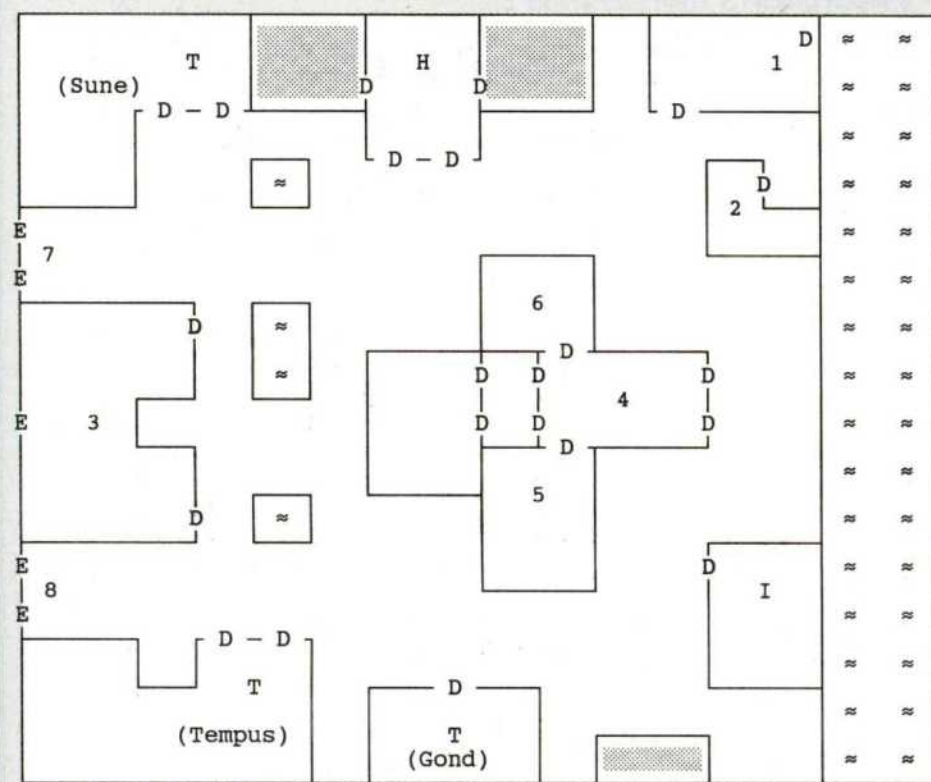 D
T H 1
(Sune) D D
D – D D
D – D
D
2
E
7
E
6
D
D
D D D
4
E 3 D D D
D
5
D
E D
8 I
E
D – D
T D
(Tempus) T
(Gond)